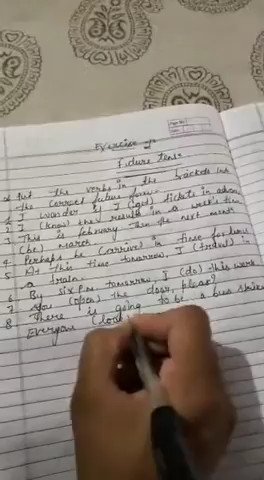 Exercise
Future Tense
Put the verbs in the brackets in
the correct future form
1 I wonder if I (get) tickets in advan
2 I (know) the result in a week's time
3 This is february. Then the next month
(be) march.
4 Perhaps he (arrive) in time for lun
5 At this time tomorrow, I (travel) in
a train
6 By six Pm tomorrow, I (do) this work
7 you (open) the door, please?
8 There is going to be a bus strike
Everyone